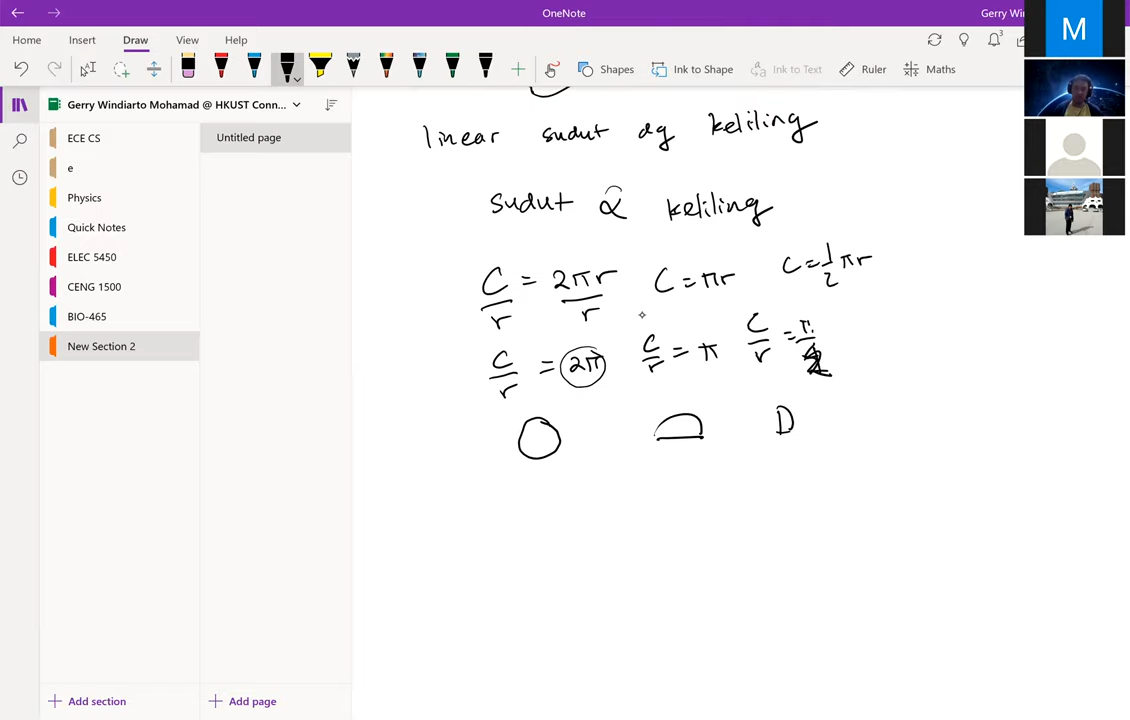 OneNote
Gerry Win
M
Home Insert Draw View Help
Shapes Ink to Shape Ink to Text Ruler Maths
3
Gerry Windiarto Mohamad @ HKUST Conn...
ECE CS
e
Physics
Quick Notes
ELEC 5450
CENG 1500
BIO-465
New Section 2
Untitled page
linear sudut dg keliling
sudut α keliling
C/r = 2πr/r C = πr C = 1/2 πr
C/r = 2π C/r = π C/r = π/2
Add section Add page